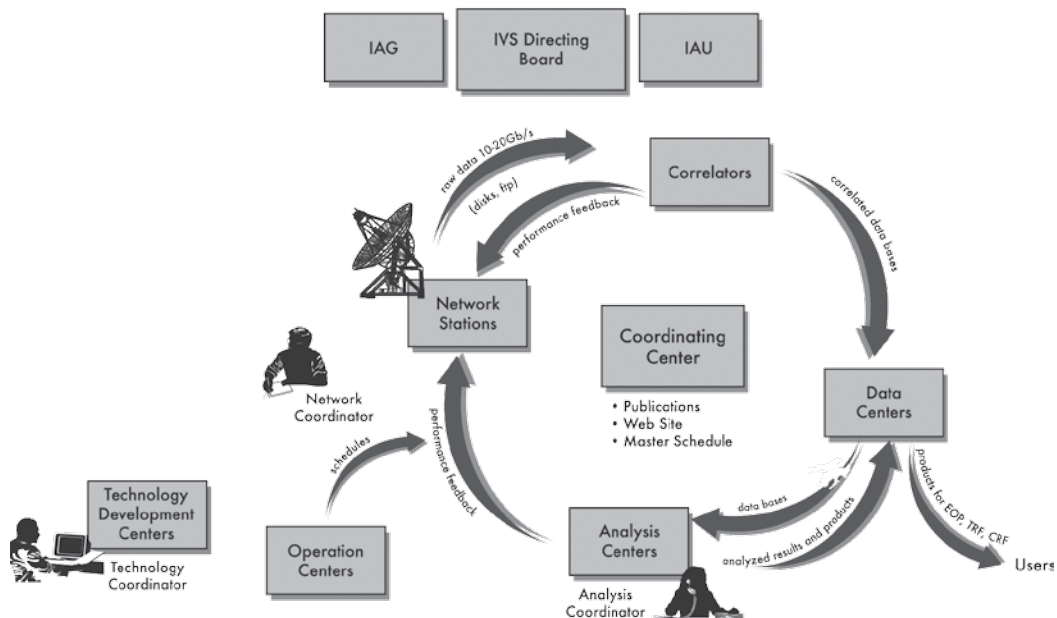 IAG
IVS Directing
Board
IAU
raw data 10-20Gb/s
(disks, ftp)
performance feedback
Correlators
correlated data bases
Network
Stations
Coordinating
Center
• Publications
• Web Site
• Master Schedule
Network
Coordinator
Data
Centers
schedules
performance feedback
data bases
products for EOP, TRF, CRF
Technology
Development
Centers
Technology
Coordinator
Operation
Centers
Analysis
Centers
analyzed results and products
Users
Analysis
Coordinator